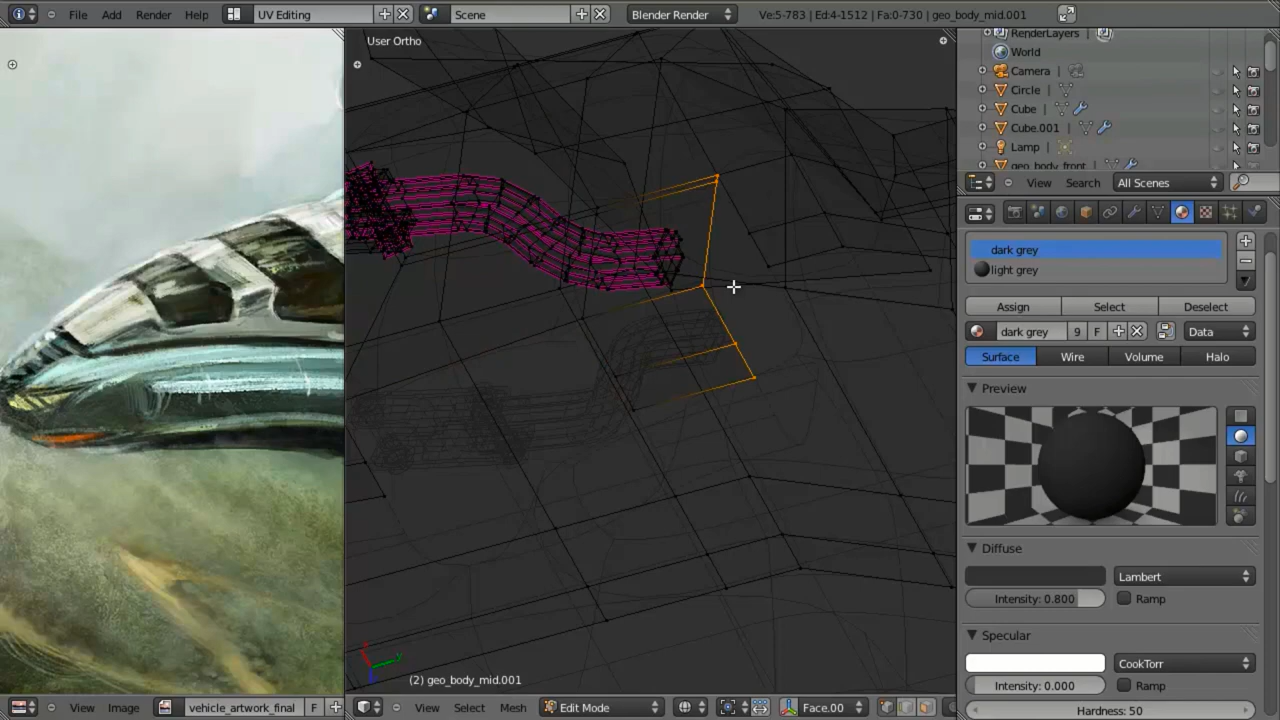 File Add Render Help UV Editing Scene Blender Render Ve:5-783 | Ed:4-1512 | Fa:0-730 | geo_body_mid.001
User Ortho
RenderLayers
World
Camera
Circle
Cube
Cube.001
Lamp
geo_body_front
View Search All Scenes
dark grey
light grey
Assign Select Deselect
dark grey 9 F Data
Surface Wire Volume Halo
Preview
Diffuse
Lambert
Intensity: 0.800 Ramp
Specular
CookTorr
Intensity: 0.000 Ramp
Hardness: 50
x
y
(2) geo_body_mid.001
View Image vehicle_artwork_final F
View Select Mesh Edit Mode Face.00